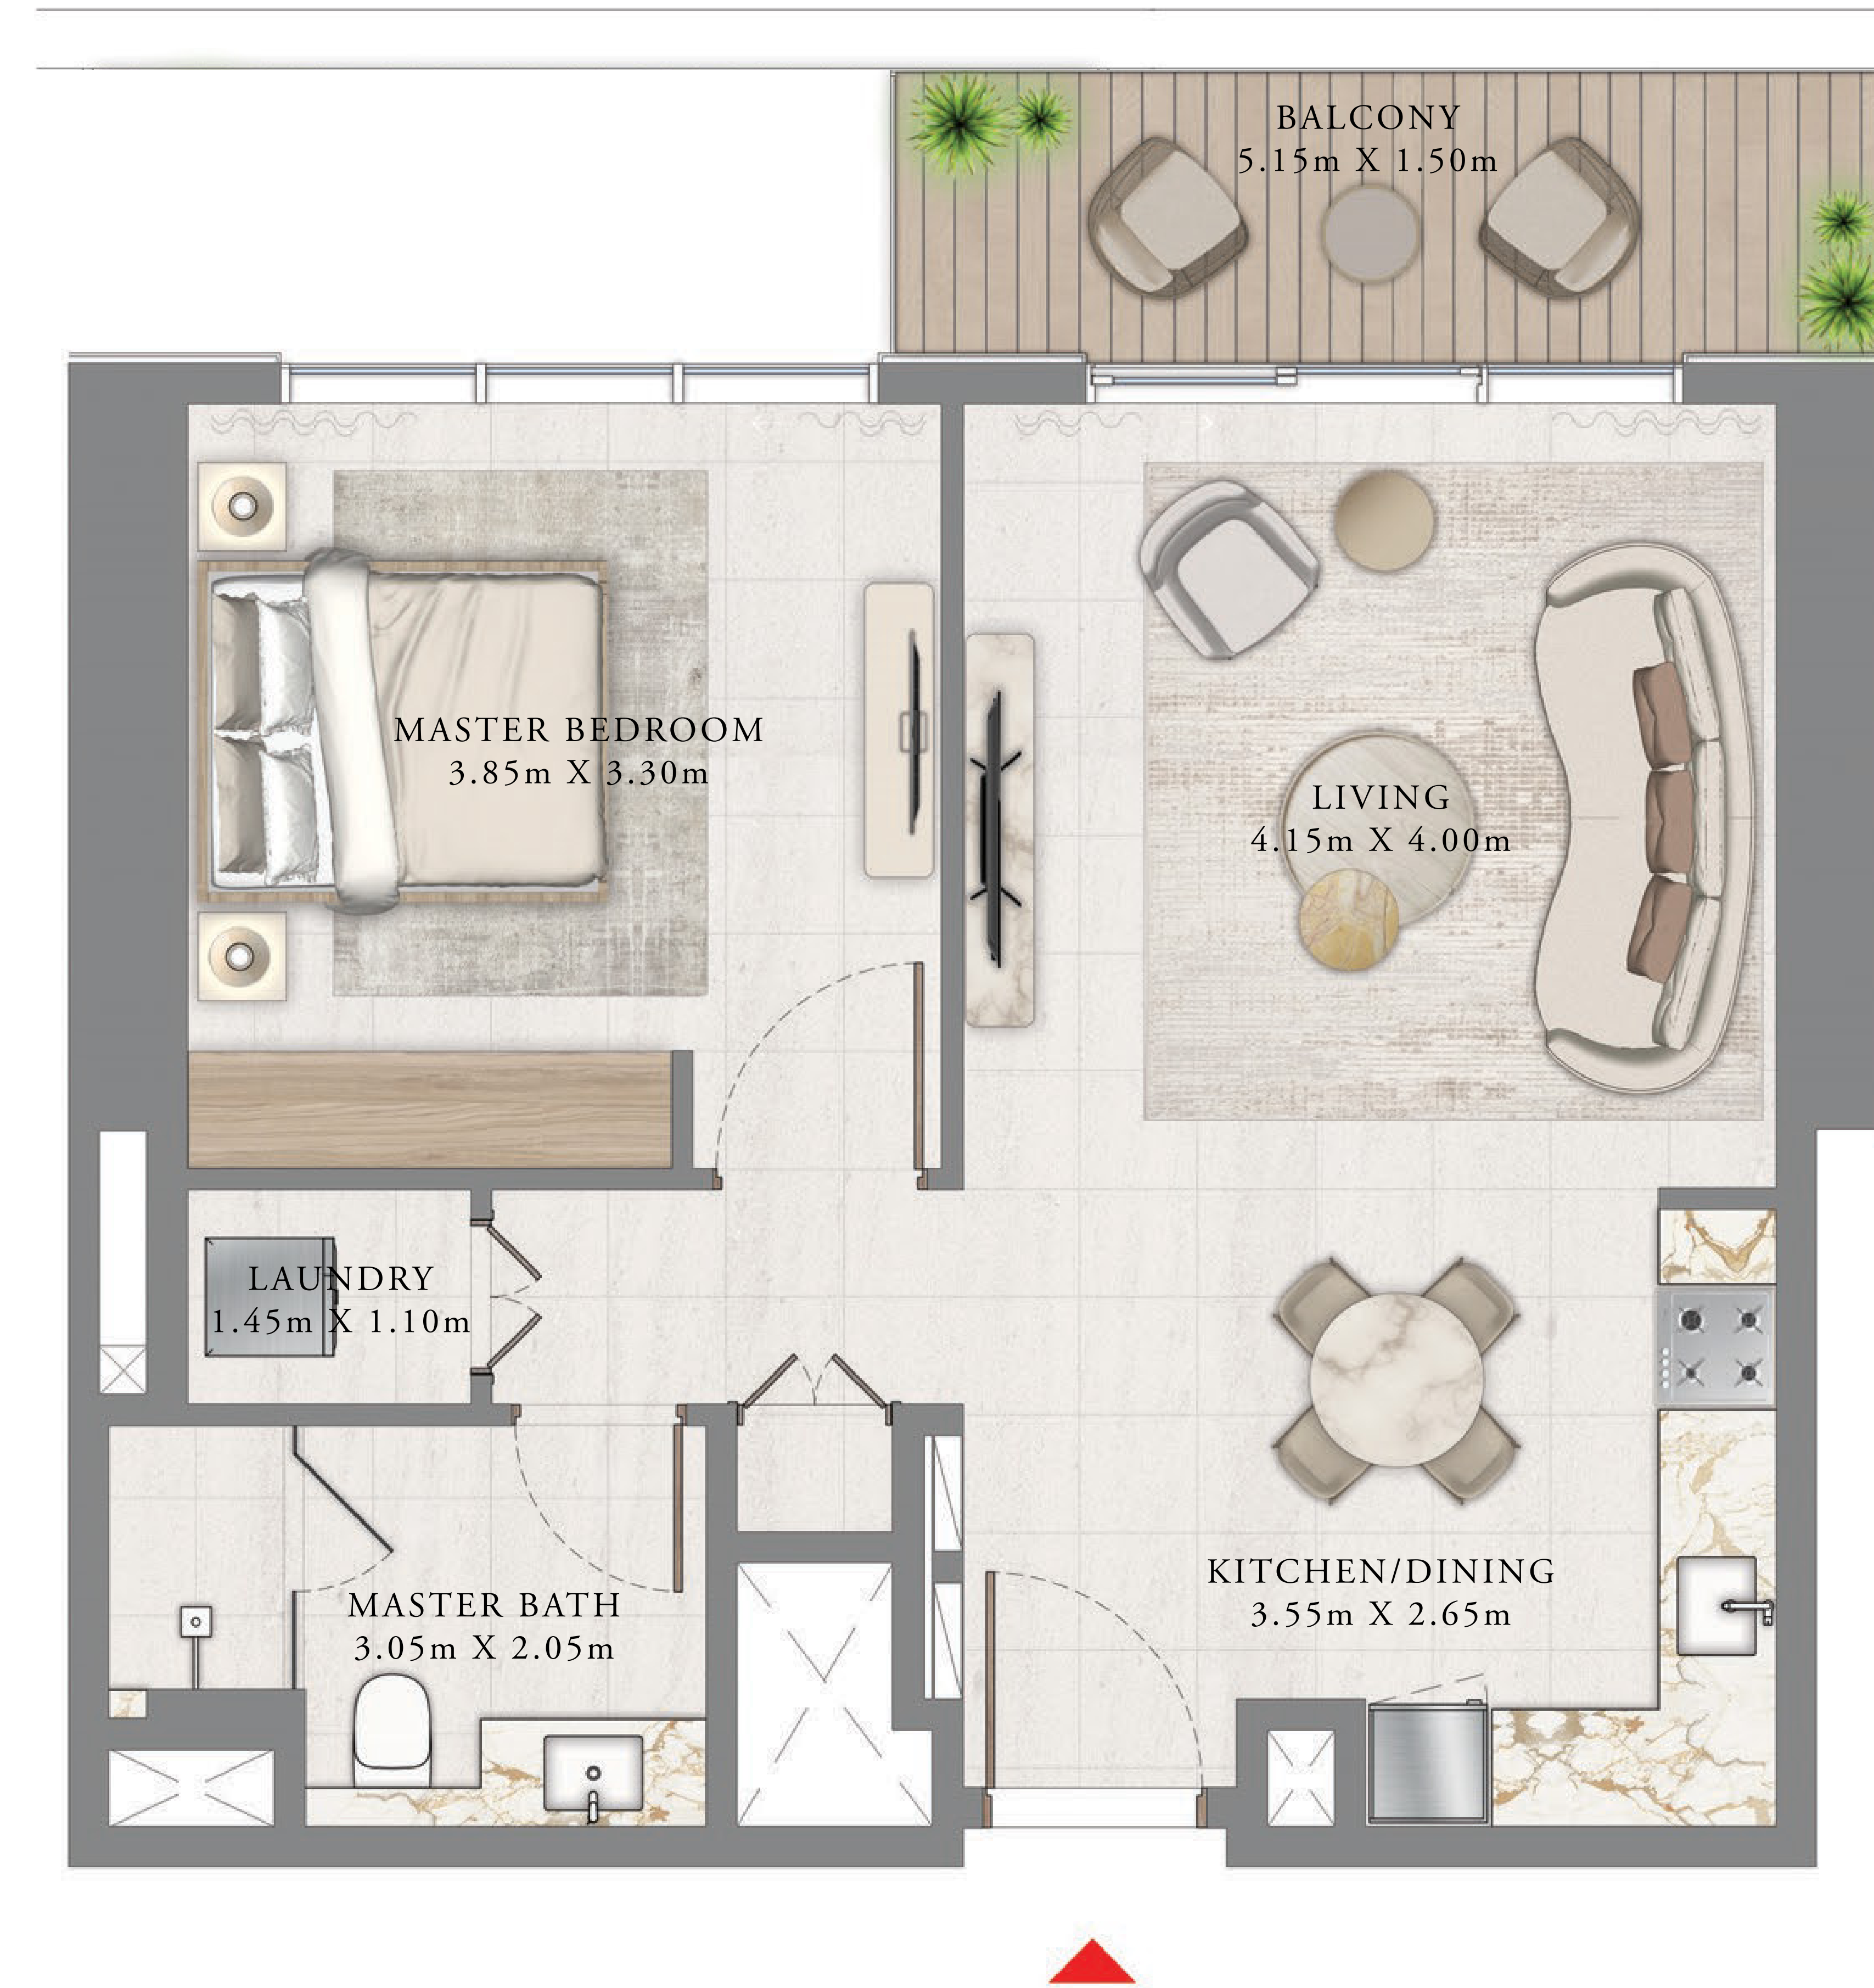 BALCONY
5.15m X 1.50m
MASTER BEDROOM
3.85m X 3.30m
LIVING
4.15m X 4.00m
LAUNDRY
1.45m X 1.10m
KITCHEN/DINING
3.55m X 2.65m
MASTER BATH
3.05m X 2.05m